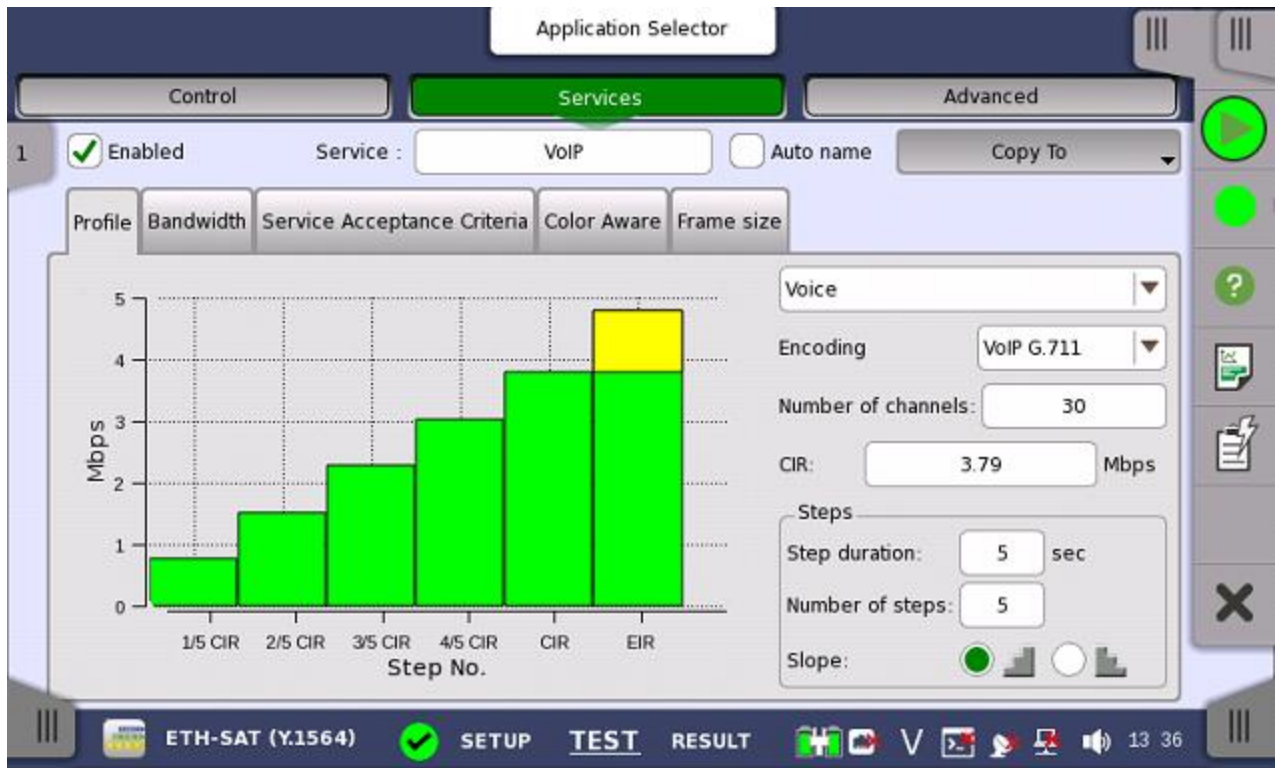 Application Selector
Control Services Advanced
1 Enabled Service : VoIP Auto name Copy To
Profile Bandwidth Service Acceptance Criteria Color Aware Frame size
Voice
Encoding VoIP G.711
Number of channels: 30
CIR: 3.79 Mbps
Steps
Step duration: 5 sec
Number of steps: 5
Slope:
Mbps
5
4
3
2
1
0
1/5 CIR 2/5 CIR 3/5 CIR 4/5 CIR CIR EIR
Step No.
ETH-SAT (Y.1564) SETUP TEST RESULT V 13 36